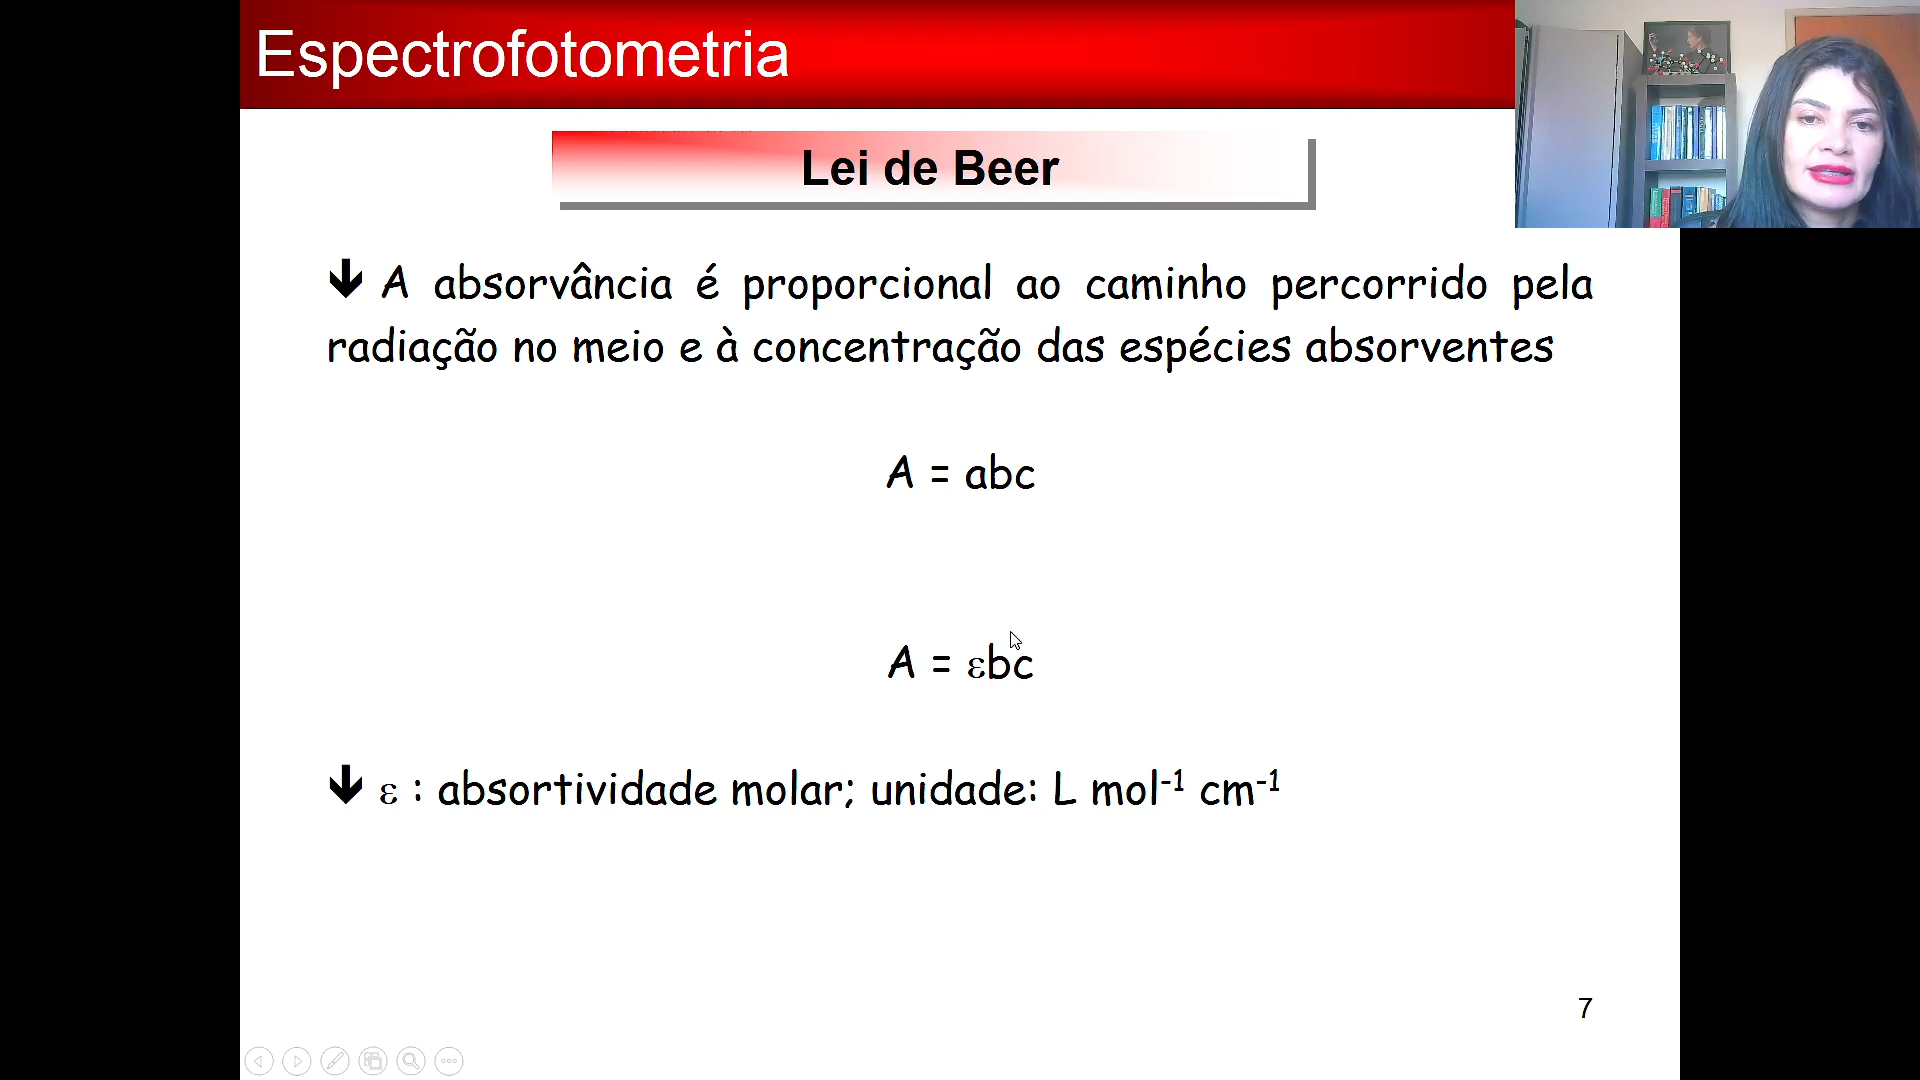 Espectrofotometria
Lei de Beer
🡻 A absorvância é proporcional ao caminho percorrido pela
radiação no meio e à concentração das espécies absorventes
A = abc
A = εbc
🡻 ε : absortividade molar; unidade: L mol⁻¹ cm⁻¹
7